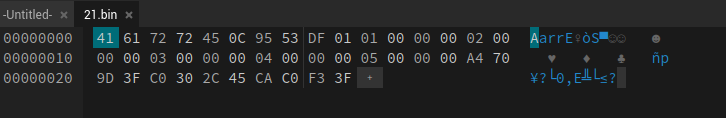 -Untitled- × 21.bin ×
00000000 41 61 72 72 45 0C 95 53 DF 01 01 00 00 00 02 00 AarrE♀òS▀☺☺ ☻
00000010 00 00 03 00 00 00 04 00 00 00 05 00 00 00 A4 70 ♥ ♦ ♣ ñp
00000020 9D 3F C0 30 2C 45 CA C0 F3 3F + ¥?└0,E╩└≤?